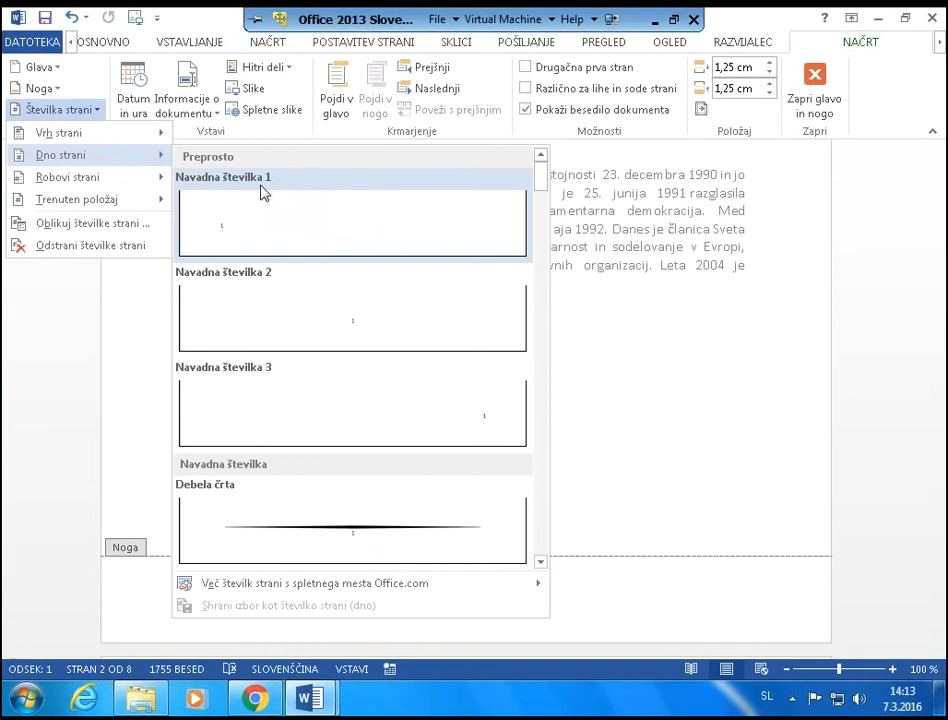 Office 2013 Slove...
File
Virtual Machine
Help
DATOTEKA
OSNOVNO
VSTAVLJANJE
NAČRT
POSTAVITEV STRANI
SKLICI
POŠILJANJE
PREGLED
OGLED
RAZVIJALEC
NAČRT
Glava
Noga
Številka strani
Datum in ura
Informacije o dokumentu
Hitri deli
Slike
Spletne slike
Vstavi
Pojdi v glavo
Pojdi v nogo
Prejšnji
Naslednji
Poveži s prejšnjim
Krmarjenje
Drugačna prva stran
Različno za lihe in sode strani
Pokaži besedilo dokumenta
Možnosti
1,25 cm
1,25 cm
Položaj
Zapri glavo in nogo
Zapri
Vrh strani
Dno strani
Robovi strani
Trenuten položaj
Oblikuj številke strani ...
Odstrani številke strani
Preprosto
Navadna številka 1
1
Navadna številka 2
1
Navadna številka 3
1
Navadna številka
Debela črta
1
Več številk strani s spletnega mesta Office.com
Shrani izbor kot številko strani (dno)
stojnosti 23. decembra 1990 in jo
je 25. junija 1991 razglasila
amentarna demokracija. Med
aja 1992. Danes je članica Sveta
arnost in sodelovanje v Evropi,
vnih organizacij. Leta 2004 je
Noga
ODSEK: 1
STRAN 2 OD 8
1755 BESED
SLOVENŠČINA
VSTAVI
100 %
SL
14:13
7.3.2016